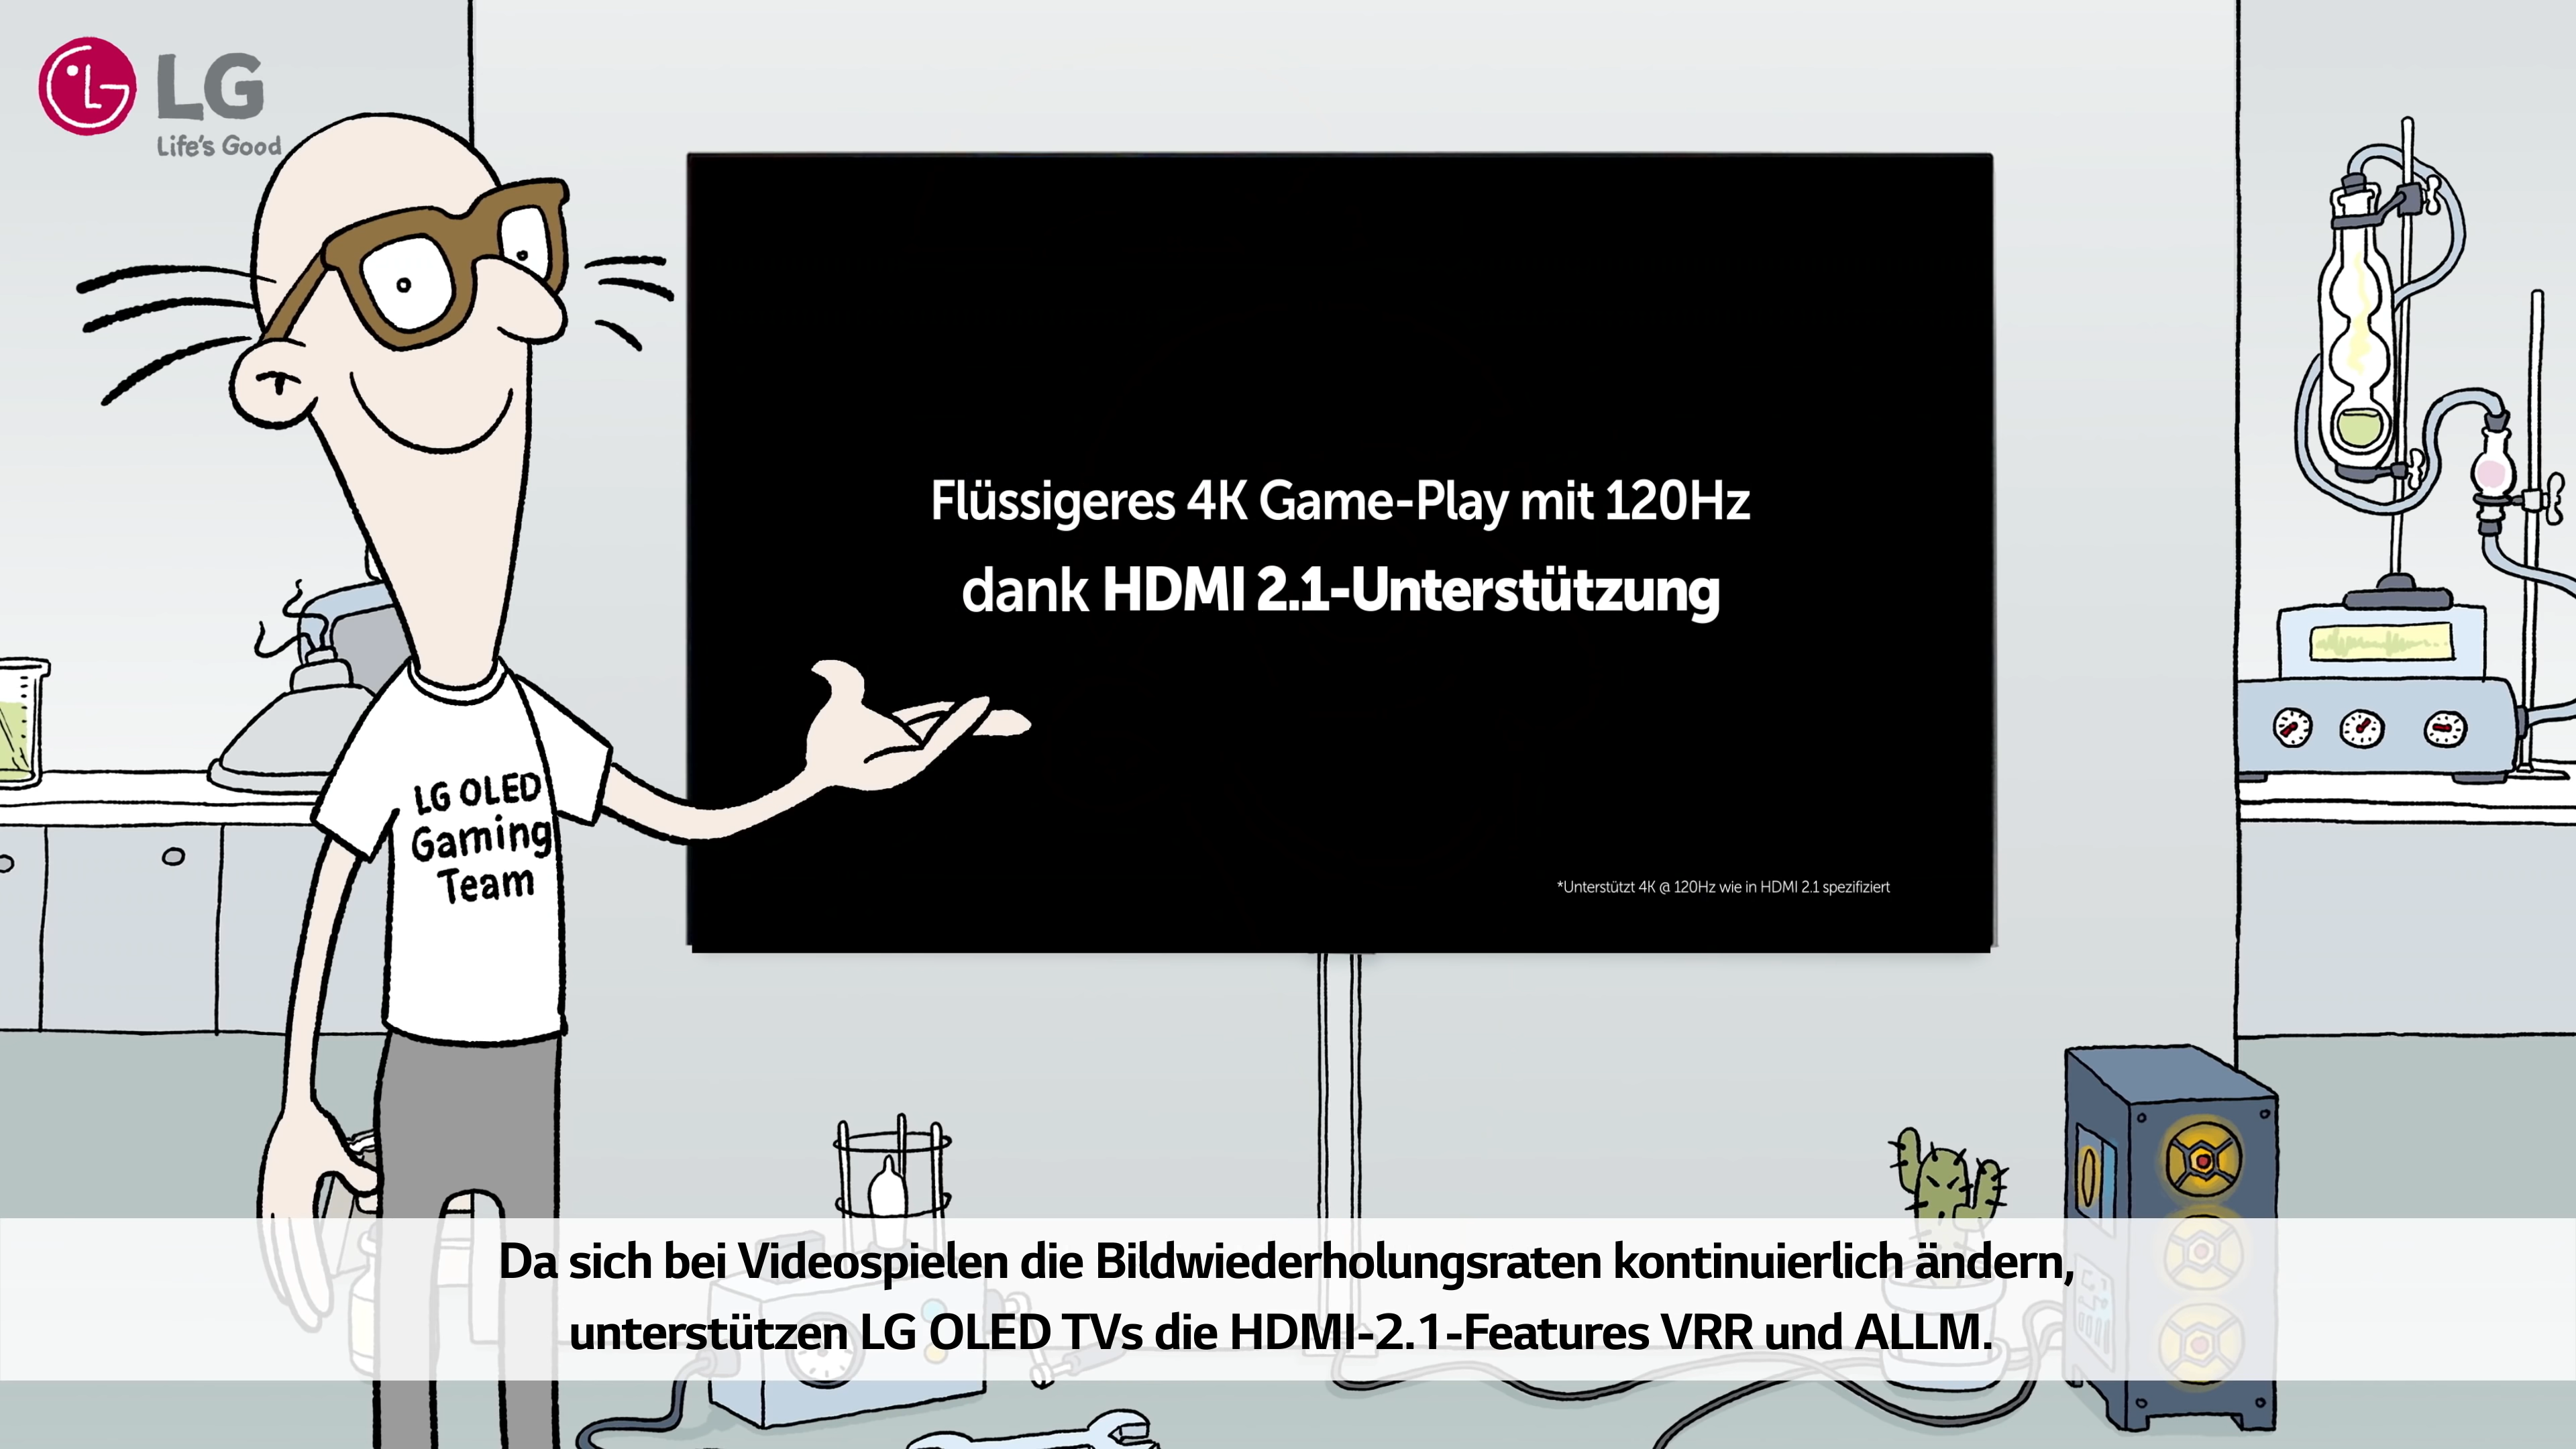 LG
Life's Good
Flüssigeres 4K Game-Play mit 120Hz
dank HDMI 2.1-Unterstützung
*Unterstützt 4K @ 120Hz wie in HDMI 2.1 spezifiziert
LG OLED
Gaming
Team
Da sich bei Videospielen die Bildwiederholungsraten kontinuierlich ändern,
unterstützen LG OLED TVs die HDMI-2.1-Features VRR und ALLM.